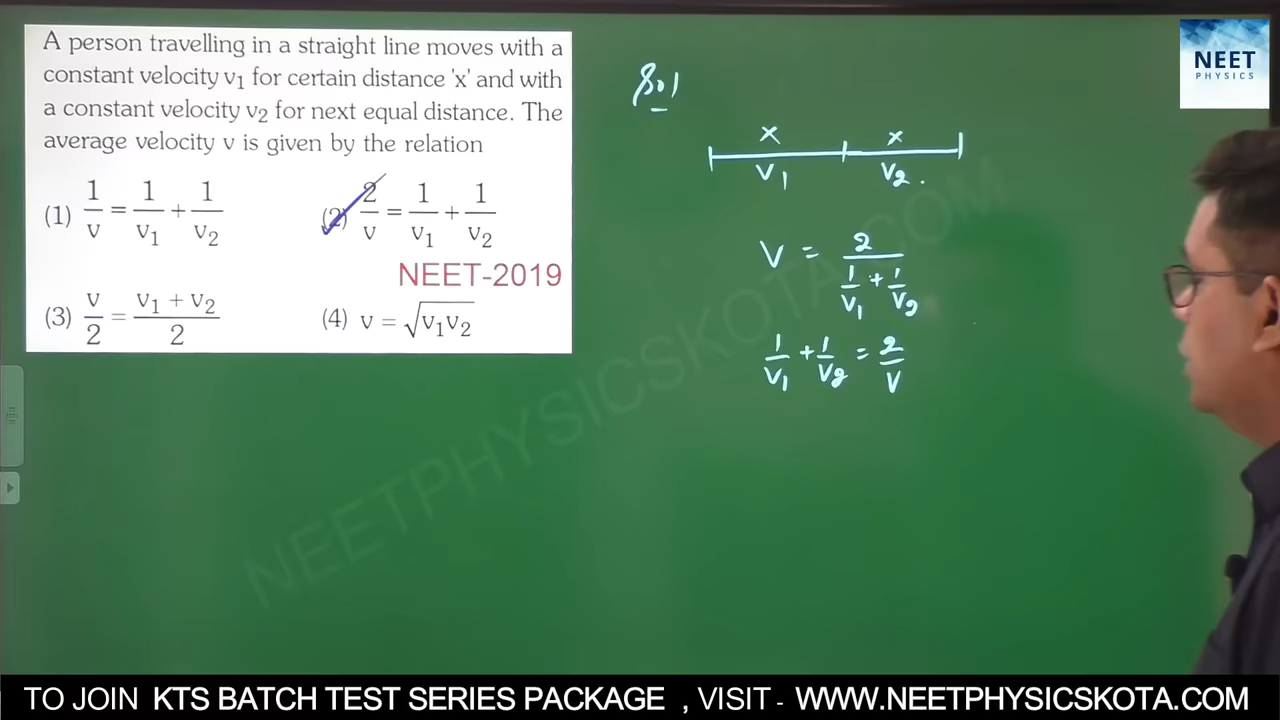 A person travelling in a straight line moves with a
constant velocity v₁ for certain distance 'x' and with
a constant velocity v₂ for next equal distance. The
average velocity v is given by the relation
(1) 1/v = 1/v₁ + 1/v₂
(2) 2/v = 1/v₁ + 1/v₂
NEET-2019
(3) v/2 = (v₁ + v₂)/2
(4) v = √v₁v₂
Sol
x x
V₁ V₂.
V = 2/(1/V₁ + 1/V₂)
1/V₁ + 1/V₂ = 2/V
NEET
PHYSICS
NEETPHYSICSKOTA.COM
TO JOIN KTS BATCH TEST SERIES PACKAGE , VISIT - WWW.NEETPHYSICSKOTA.COM